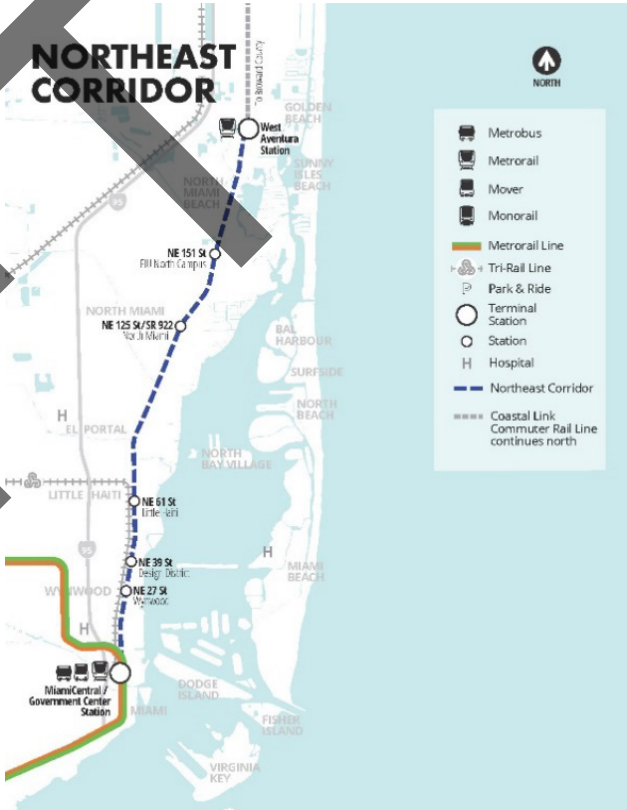 NORTHEAST
CORRIDOR
To Broward County
NORTH
GOLDEN
BEACH
West
Aventura
Station
SUNNY
ISLES
BEACH
NORTH
MIAMI
BEACH
95
NE 151 St
FIU North Campus
NORTH MIAMI
NE 125 St/SR 922
North Miami
BAL
HARBOUR
SURFSIDE
NORTH
BEACH
H
EL PORTAL
NORTH
BAY VILLAGE
LITTLE HAITI
NE 61 St
Little Haiti
95
H
NE 39 St
Design District
MIAMI
BEACH
WYNWOOD
NE 27 St
Wynwood
H
MiamiCentral /
Government Center
Station
MIAMI
DODGE
ISLAND
FISHER
ISLAND
VIRGINIA
KEY
Metrobus
Metrorail
Mover
Monorail
Metrorail Line
Tri-Rail Line
P Park & Ride
Terminal
Station
Station
H Hospital
Northeast Corridor
Coastal Link
Commuter Rail Line
continues north